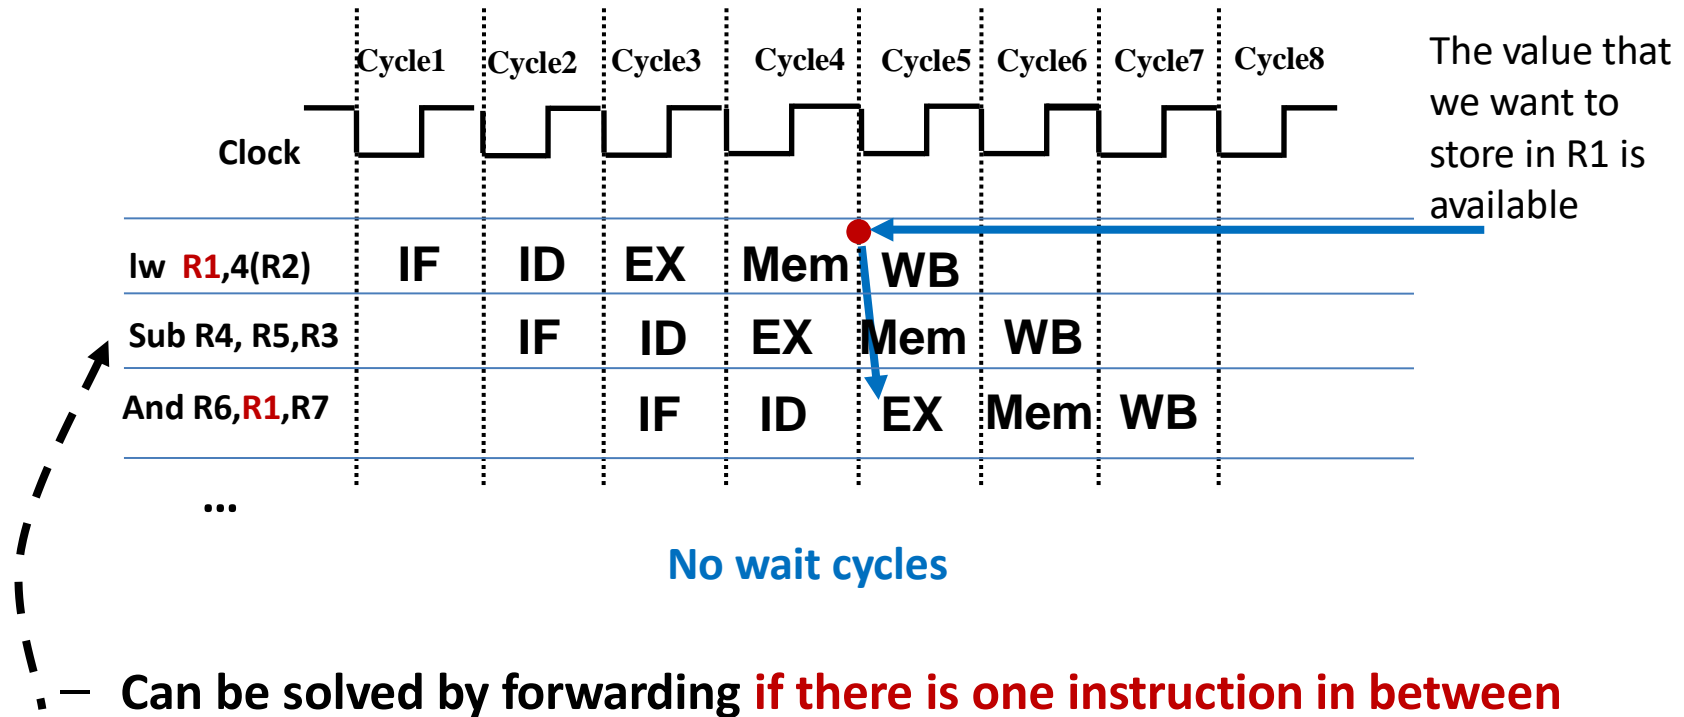 Cycle1 Cycle2 Cycle3 Cycle4 Cycle5 Cycle6 Cycle7 Cycle8
Clock
The value that
we want to
store in R1 is
available
lw R1,4(R2) IF ID EX Mem WB
Sub R4, R5,R3 IF ID EX Mem WB
And R6,R1,R7 IF ID EX Mem WB
...
No wait cycles
– Can be solved by forwarding if there is one instruction in between